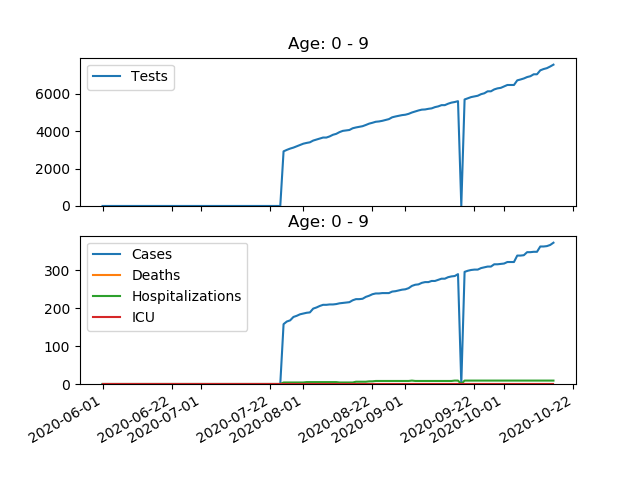 Age: 0 - 9
Tests
6000
4000
2000
0
Age: 0 - 9
Cases
Deaths
Hospitalizations
ICU
300
200
100
0
2020-06-01
2020-06-22
2020-07-01
2020-07-22
2020-08-01
2020-08-22
2020-09-01
2020-09-22
2020-10-01
2020-10-22